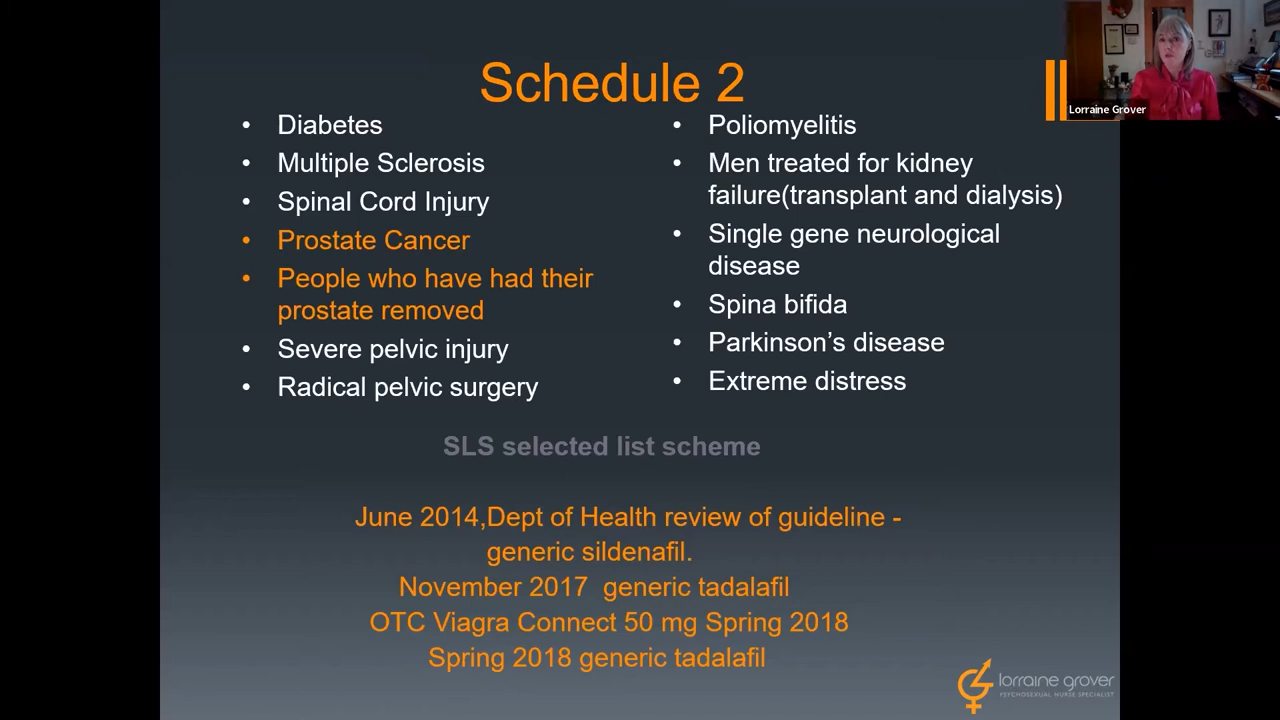 Schedule 2
• Diabetes
• Multiple Sclerosis
• Spinal Cord Injury
• Prostate Cancer
• People who have had their
prostate removed
• Severe pelvic injury
• Radical pelvic surgery
• Poliomyelitis
• Men treated for kidney
failure(transplant and dialysis)
• Single gene neurological
disease
• Spina bifida
• Parkinson’s disease
• Extreme distress
SLS selected list scheme
June 2014,Dept of Health review of guideline -
generic sildenafil.
November 2017 generic tadalafil
OTC Viagra Connect 50 mg Spring 2018
Spring 2018 generic tadalafil
Lorraine Grover
lorraine grover
PSYCHOSEXUAL NURSE SPECIALIST